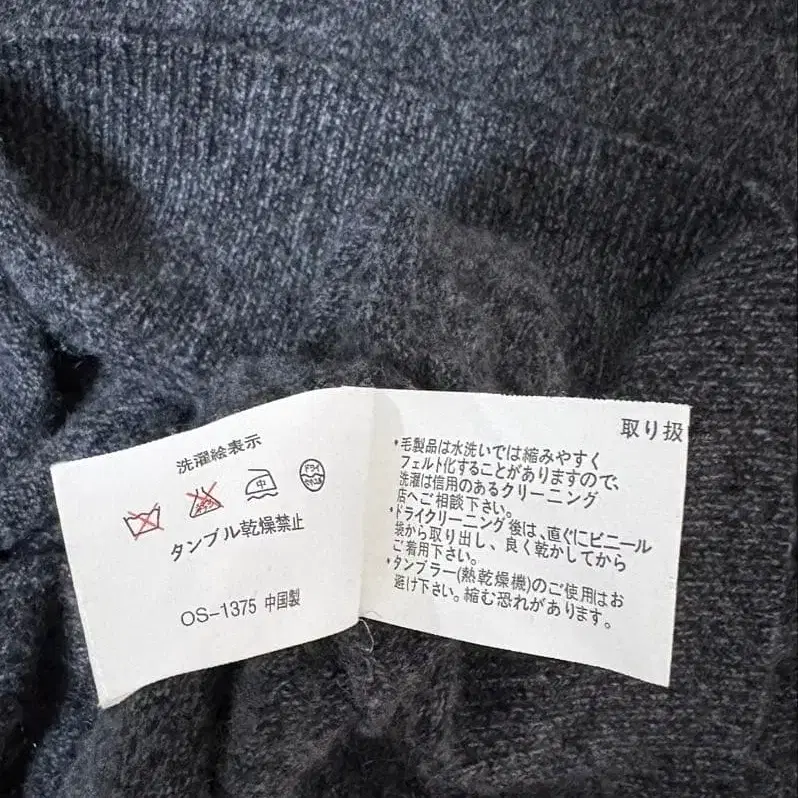 洗濯絵表示
中
ドライ
タンブル乾燥禁止
OS-1375 中国製
取り扱
・毛製品は水洗いでは縮みやすく
フェルト化することがありますので、
洗濯は信用のあるクリーニング
店へご相談下さい。
・ドライクリーニング後は、直ぐにビニール
袋から取り出し、良く乾かしてから
ご着用下さい。
・タンブラー(熱乾燥機)のご使用はお
避け下さい。縮む恐れがあります。